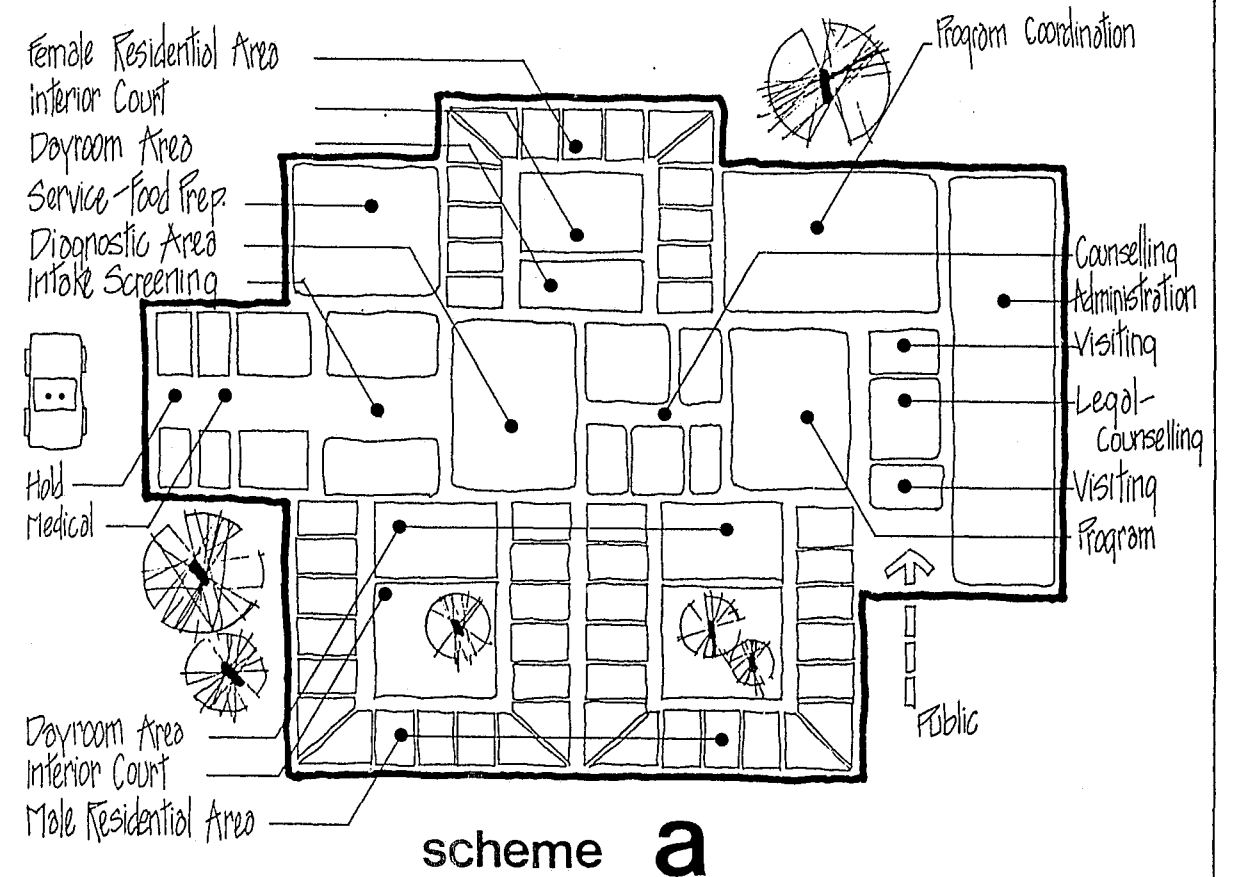 Female Residential Area
Interior Court
Dayroom Area
Service-Food Prep.
Diagnostic Area
Intake Screening
Program Coordination
Counselling
Administration
Visiting
Legal-
Counselling
Visiting
Program
Hold
Medical
Public
Dayroom Area
Interior Court
Male Residential Area
scheme a